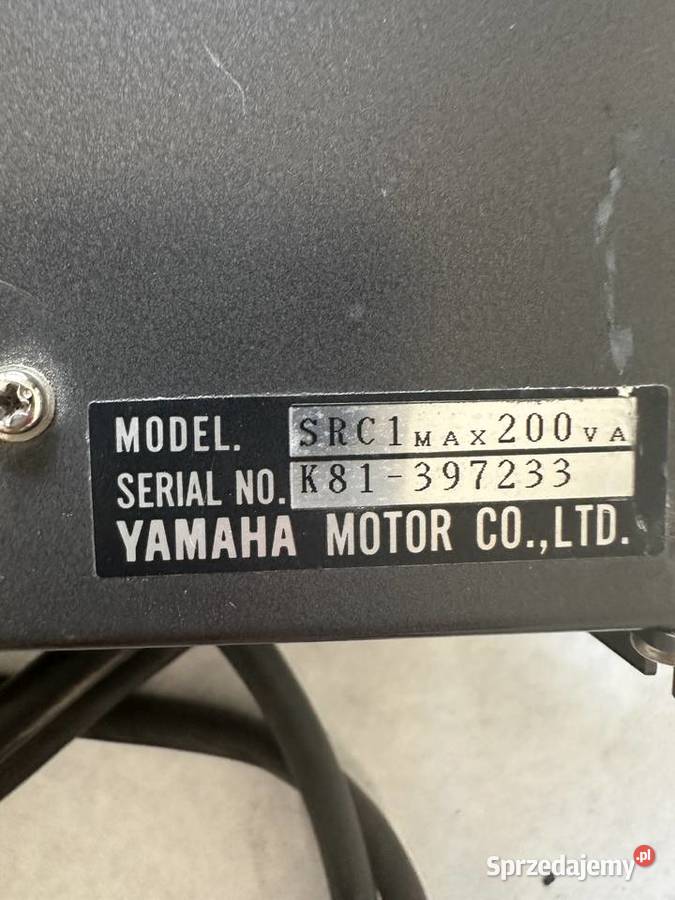 MODEL. SRC1 MAX 200 VA
SERIAL NO. K81-397233
YAMAHA MOTOR CO.,LTD.
Sprzedajemy.pl